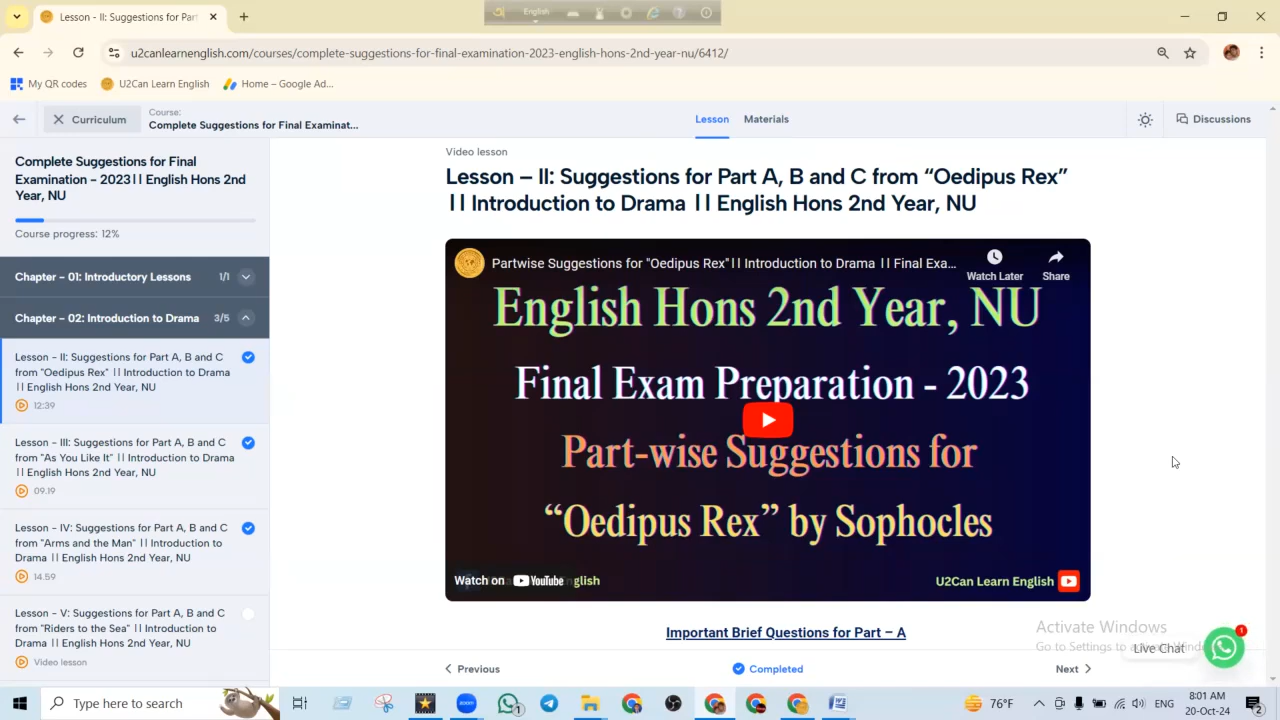 Lesson – II: Suggestions for Part
English
u2canlearnenglish.com/courses/complete-suggestions-for-final-examination-2023-english-hons-2nd-year-nu/6412/
My QR codes
U2Can Learn English
Home – Google Ad...
Curriculum
Course:
Complete Suggestions for Final Examinat...
Lesson
Materials
Discussions
Complete Suggestions for Final
Examination - 2023।। English Hons 2nd
Year, NU
Course progress: 12%
Chapter - 01: Introductory Lessons 1/1
Chapter - 02: Introduction to Drama 3/5
Lesson - II: Suggestions for Part A, B and C
from "Oedipus Rex" ।। Introduction to Drama
।। English Hons 2nd Year, NU
12:39
Lesson - III: Suggestions for Part A, B and C
from "As You Like It" ।। Introduction to Drama
।। English Hons 2nd Year, NU
09.19
Lesson - IV: Suggestions for Part A, B and C
from "Arms and the Man" ।। Introduction to
Drama ।। English Hons 2nd Year, NU
14.59
Lesson - V: Suggestions for Part A, B and C
from "Riders to the Sea" ।। Introduction to
Drama ।। English Hons 2nd Year, NU
Video lesson
Video lesson
Lesson – II: Suggestions for Part A, B and C from “Oedipus Rex”
।। Introduction to Drama ।। English Hons 2nd Year, NU
Partwise Suggestions for "Oedipus Rex"।। Introduction to Drama ।। Final Exa...
Watch Later
Share
English Hons 2nd Year, NU
Final Exam Preparation - 2023
Part-wise Suggestions for
“Oedipus Rex” by Sophocles
Watch on YouTube
glish
U2Can Learn English
Important Brief Questions for Part – A
Activate Windows
Go to Settings to
Live Chat
1
Previous
Completed
Next
Type here to search
zoom
1
76°F
ENG
8:01 AM
20-Oct-24
2